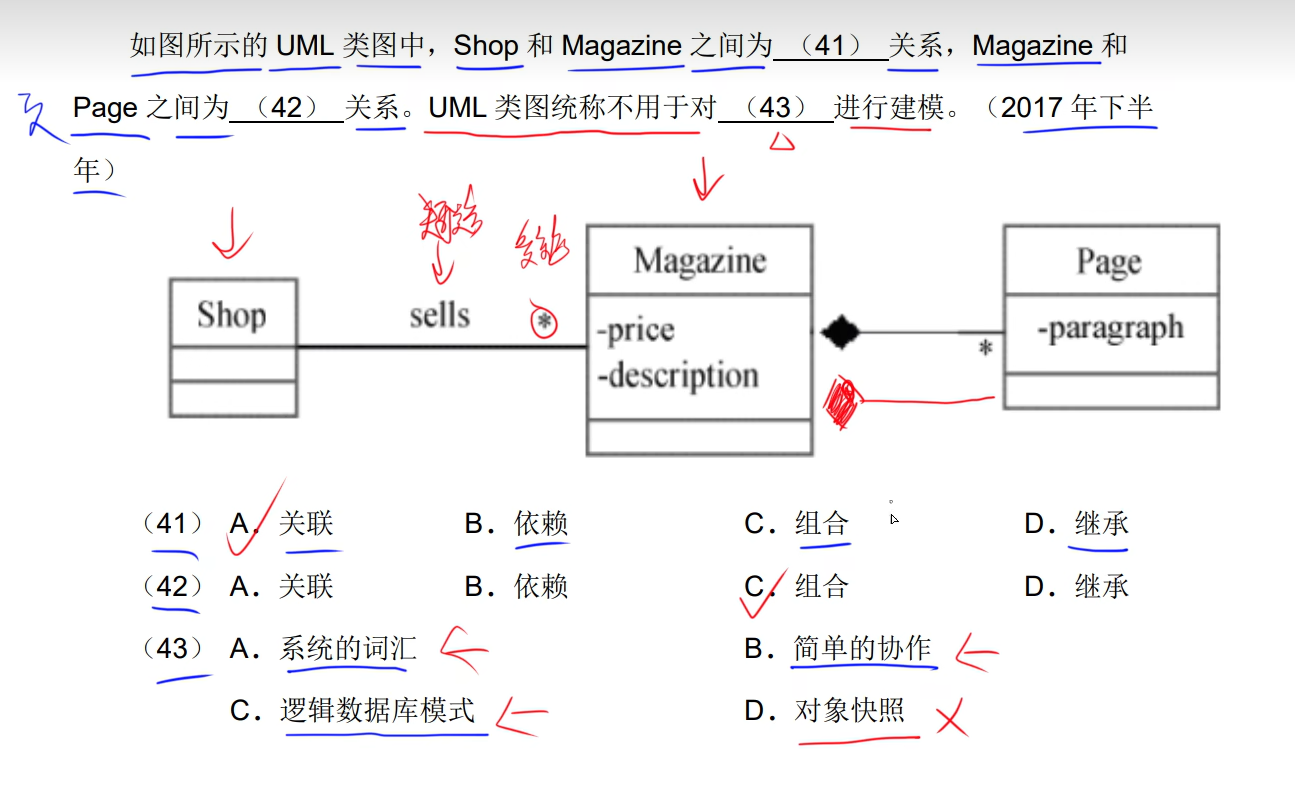 如图所示的 UML 类图中，Shop 和 Magazine 之间为 （41） 关系，Magazine 和
Page 之间为 （42） 关系。UML 类图统称不用于对 （43） 进行建模。（2017 年下半
年）
Shop
sells
*
Magazine
-price
-description
*
Page
-paragraph
（41） A. 关联 B. 依赖 C. 组合 D. 继承
（42） A. 关联 B. 依赖 C. 组合 D. 继承
（43） A. 系统的词汇 B. 简单的协作
C. 逻辑数据库模式 D. 对象快照